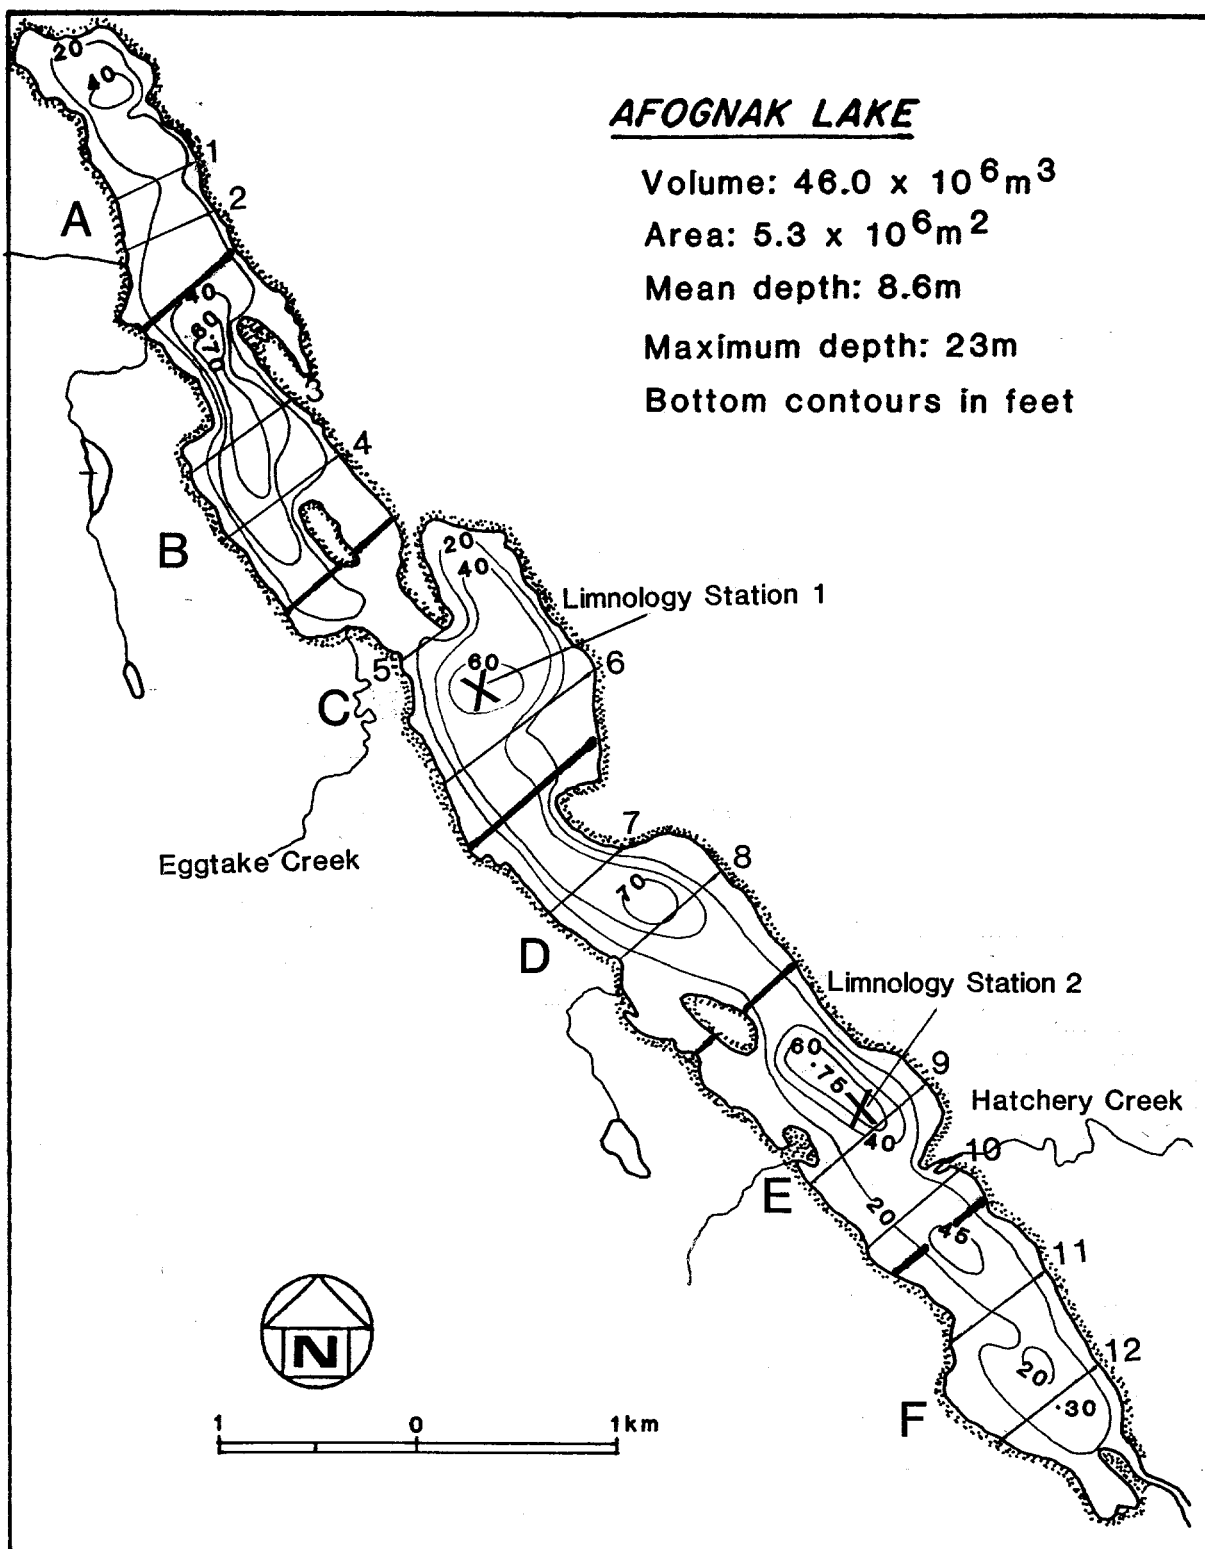 AFOGNAK LAKE
Volume: 46.0 x 10⁶m³
Area: 5.3 x 10⁶m²
Mean depth: 8.6m
Maximum depth: 23m
Bottom contours in feet
20
40
1
2
A
40
60
.70
3
4
B
20
40
Limnology Station 1
60
5
6
C
Eggtake Creek
7
8
70
D
Limnology Station 2
60
.75
9
40
Hatchery Creek
10
E
20
45
11
12
20
.30
F
N
1 0 1km